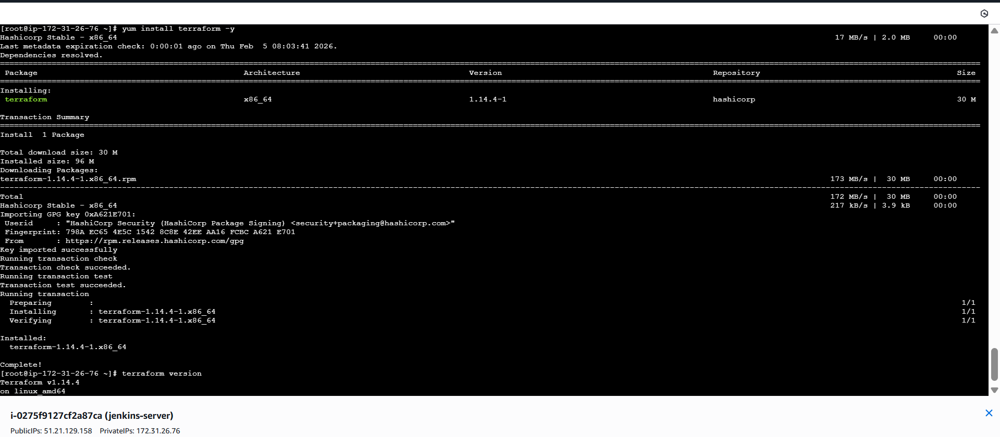 [root@ip-172-31-26-76 ~]# yum install terraform -y
Hashicorp Stable - x86_64 17 MB/s | 2.0 MB 00:00
Last metadata expiration check: 0:00:01 ago on Thu Feb  5 08:03:41 2026.
Dependencies resolved.
Package Architecture Version Repository Size
Installing:
terraform x86_64 1.14.4-1 hashicorp 30 M
Transaction Summary
Install  1 Package
Total download size: 30 M
Installed size: 96 M
Downloading Packages:
terraform-1.14.4-1.x86_64.rpm 173 MB/s |  30 MB 00:00
Total 172 MB/s |  30 MB 00:00
Hashicorp Stable - x86_64 217 kB/s | 3.9 kB 00:00
Importing GPG key 0xA621E701:
Userid     : "HashiCorp Security (HashiCorp Package Signing) <security+packaging@hashicorp.com>"
Fingerprint: 798A EC65 4E5C 1542 8C8E 42EE AA16 FCBC A621 E701
From       : https://rpm.releases.hashicorp.com/gpg
Key imported successfully
Running transaction check
Transaction check succeeded.
Running transaction test
Transaction test succeeded.
Running transaction
Preparing        : 1/1
Installing       : terraform-1.14.4-1.x86_64 1/1
Verifying        : terraform-1.14.4-1.x86_64 1/1
Installed:
terraform-1.14.4-1.x86_64
Complete!
[root@ip-172-31-26-76 ~]# terraform version
Terraform v1.14.4
on linux_amd64
i-0275f9127cf2a87ca (jenkins-server)
PublicIPs: 51.21.129.158 PrivateIPs: 172.31.26.76